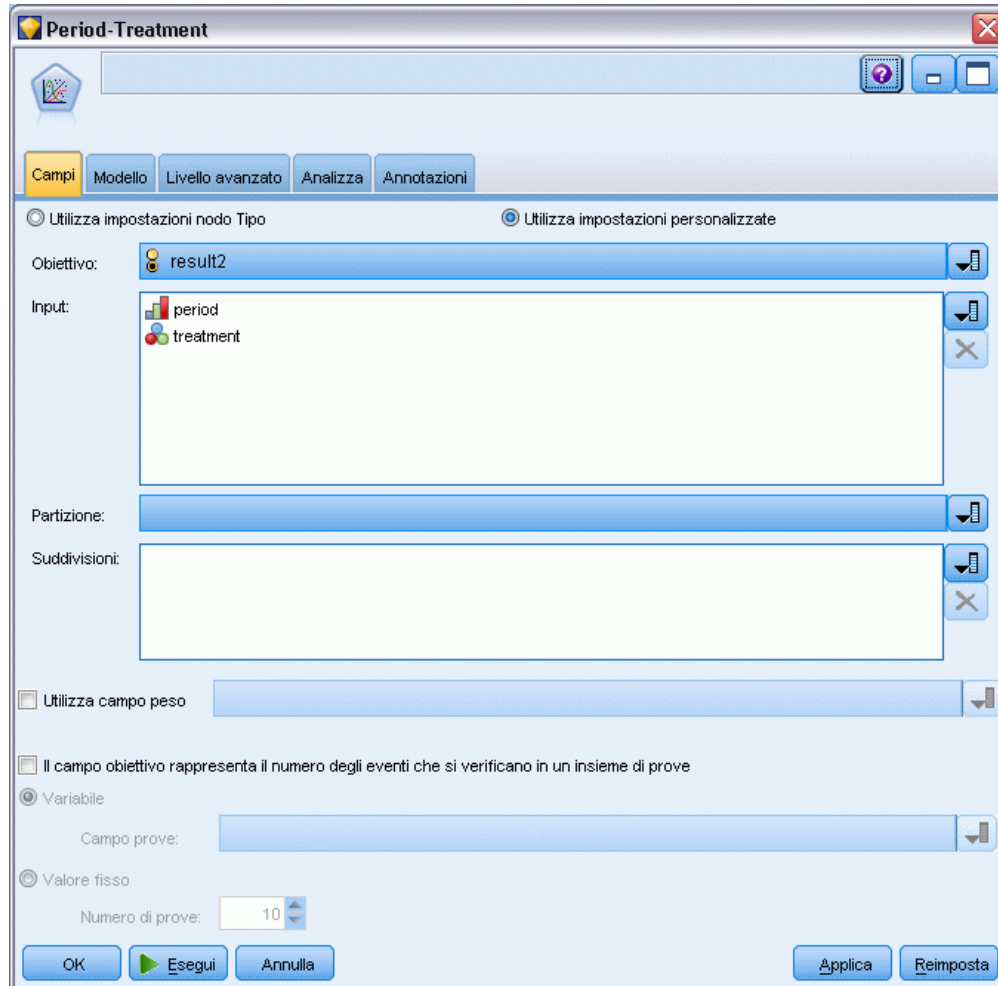 Period-Treatment
Campi Modello Livello avanzato Analizza Annotazioni
Utilizza impostazioni nodo Tipo Utilizza impostazioni personalizzate
Obiettivo: result2
Input: period
treatment
Partizione:
Suddivisioni:
Utilizza campo peso
Il campo obiettivo rappresenta il numero degli eventi che si verificano in un insieme di prove
Variabile
Campo prove:
Valore fisso
Numero di prove: 10
OK Esegui Annulla Applica Reimposta